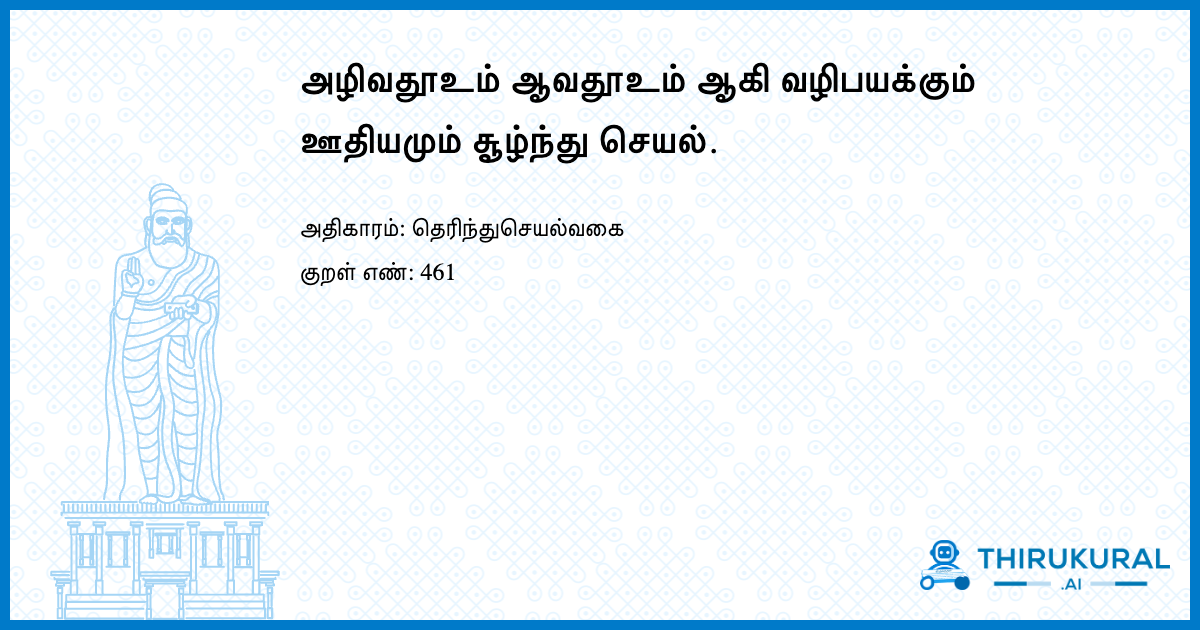 அழிவதூஉம் ஆவதூஉம் ஆகி வழிபயக்கும்
ஊதியமும் சூழ்ந்து செயல்.
அதிகாரம்: தெரிந்துசெயல்வகை
குறள் எண்: 461
THIRUKURAL
.AI